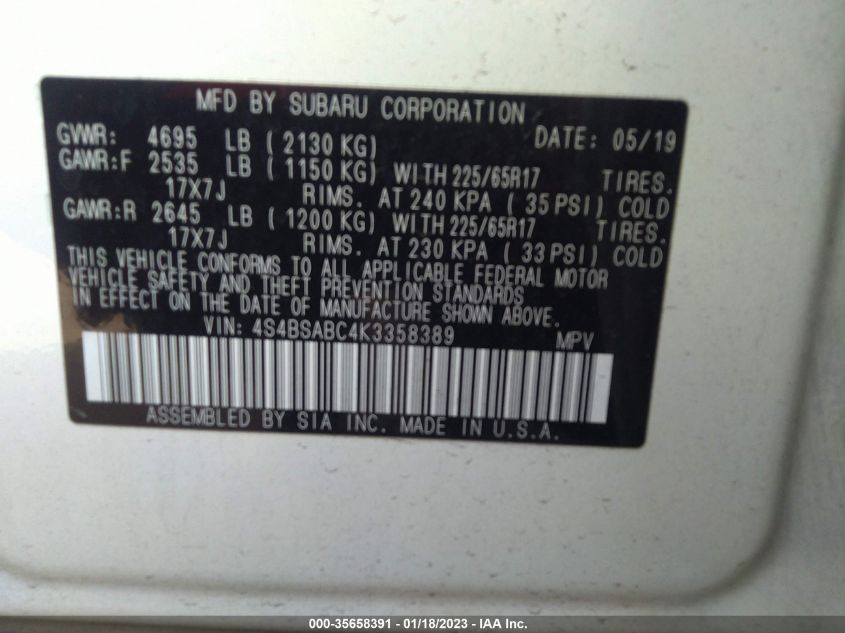 MFD BY SUBARU CORPORATION
GVWR: 4695 LB ( 2130 KG) DATE: 05/19
GAWR:F 2535 LB ( 1150 KG) WITH 225/65R17 TIRES.
17X7J RIMS. AT 240 KPA ( 35 PSI) COLD
GAWR:R 2645 LB ( 1200 KG) WITH 225/65R17 TIRES.
17X7J RIMS. AT 230 KPA ( 33 PSI) COLD
THIS VEHICLE CONFORMS TO ALL APPLICABLE FEDERAL MOTOR
VEHICLE SAFETY AND THEFT PREVENTION STANDARDS
IN EFFECT ON THE DATE OF MANUFACTURE SHOWN ABOVE.
VIN: 4S4BSABC4K3358389 MPV
ASSEMBLED BY SIA INC. MADE IN U.S.A.
000-35658391 - 01/18/2023 - IAA Inc.